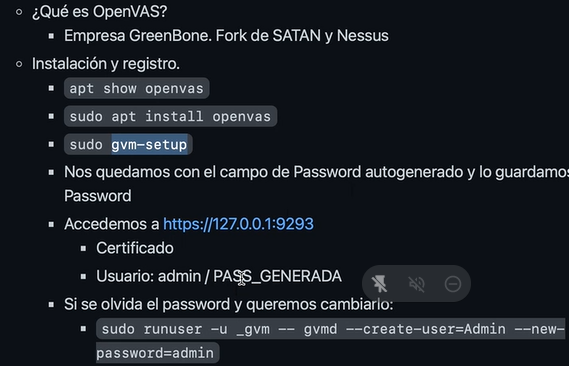 ¿Qué es OpenVAS?
Empresa GreenBone. Fork de SATAN y Nessus
Instalación y registro.
apt show openvas
sudo apt install openvas
sudo gvm-setup
Nos quedamos con el campo de Password autogenerado y lo guardamos
Password
Accedemos a https://127.0.0.1:9293
Certificado
Usuario: admin / PASS_GENERADA
Si se olvida el password y queremos cambiarlo:
sudo runuser -u _gvm -- gvmd --create-user=Admin --new-
password=admin